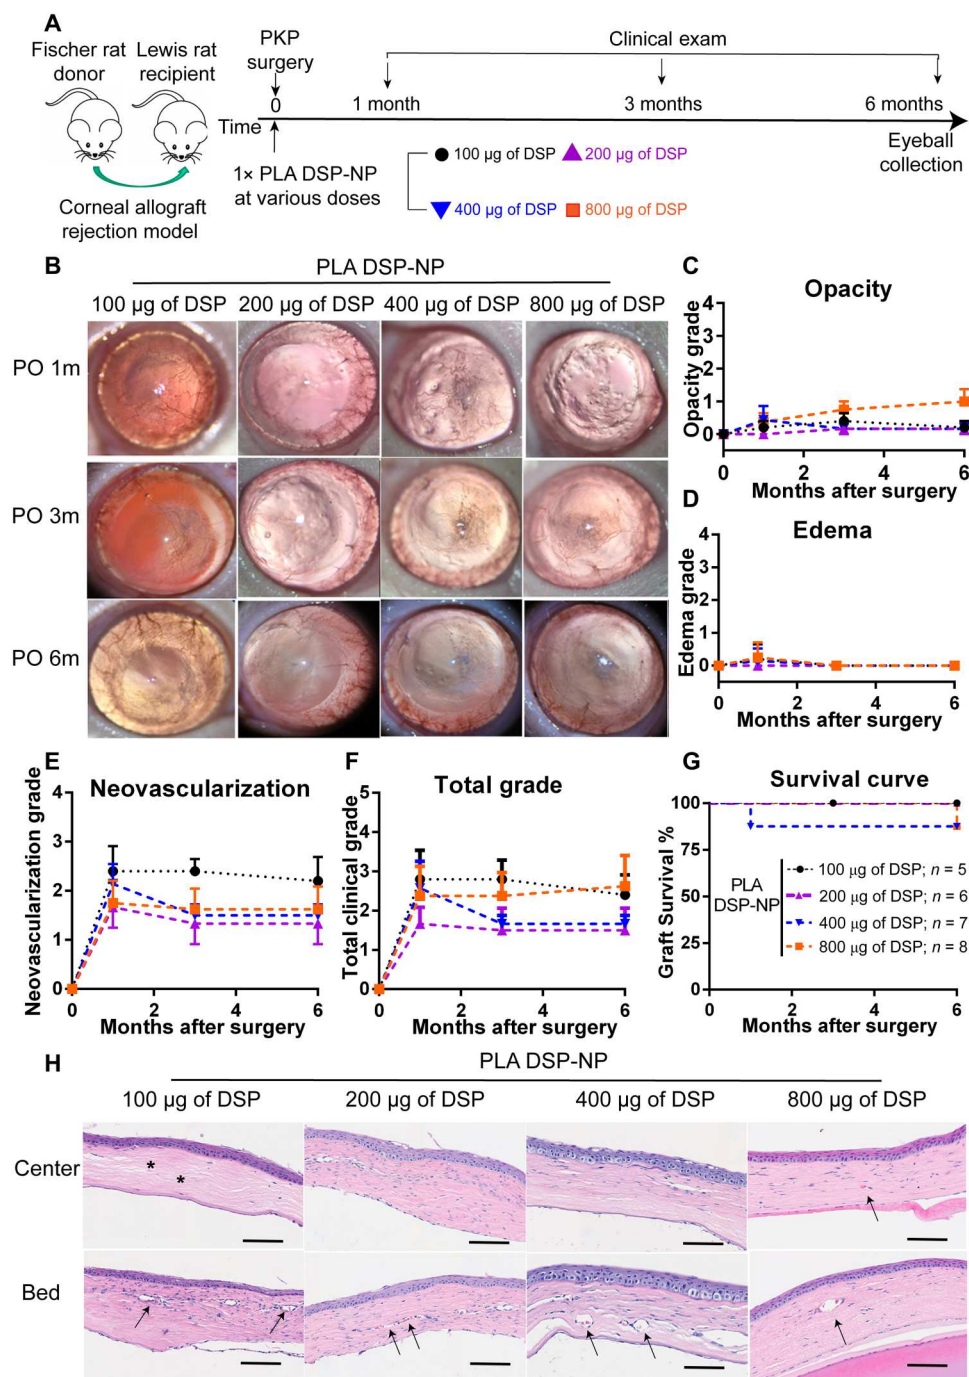 A
Fischer rat
donor
Lewis rat
recipient
Corneal allograft
rejection model
PKP
surgery
Clinical exam
Time
0
1 month
3 months
6 months
1× PLA DSP-NP
at various doses
100 µg of DSP
200 µg of DSP
400 µg of DSP
800 µg of DSP
Eyeball
collection
B
PLA DSP-NP
100 µg of DSP
200 µg of DSP
400 µg of DSP
800 µg of DSP
PO 1m
PO 3m
PO 6m
C
Opacity
Opacity grade
4
3
2
1
0
0 2 4 6
Months after surgery
D
Edema
Edema grade
4
3
2
1
0
0 2 4 6
Months after surgery
E
Neovascularization
Neovascularization grade
4
3
2
1
0
0 2 4 6
Months after surgery
F
Total grade
Total clinical grade
5
4
3
2
1
0
0 2 4 6
Months after surgery
G
Survival curve
Graft Survival %
100
75
50
25
0
PLA
DSP-NP
100 µg of DSP; n = 5
200 µg of DSP; n = 6
400 µg of DSP; n = 7
800 µg of DSP; n = 8
0 2 4 6
Months after surgery
H
PLA DSP-NP
100 µg of DSP
200 µg of DSP
400 µg of DSP
800 µg of DSP
Center
* 
*
Bed